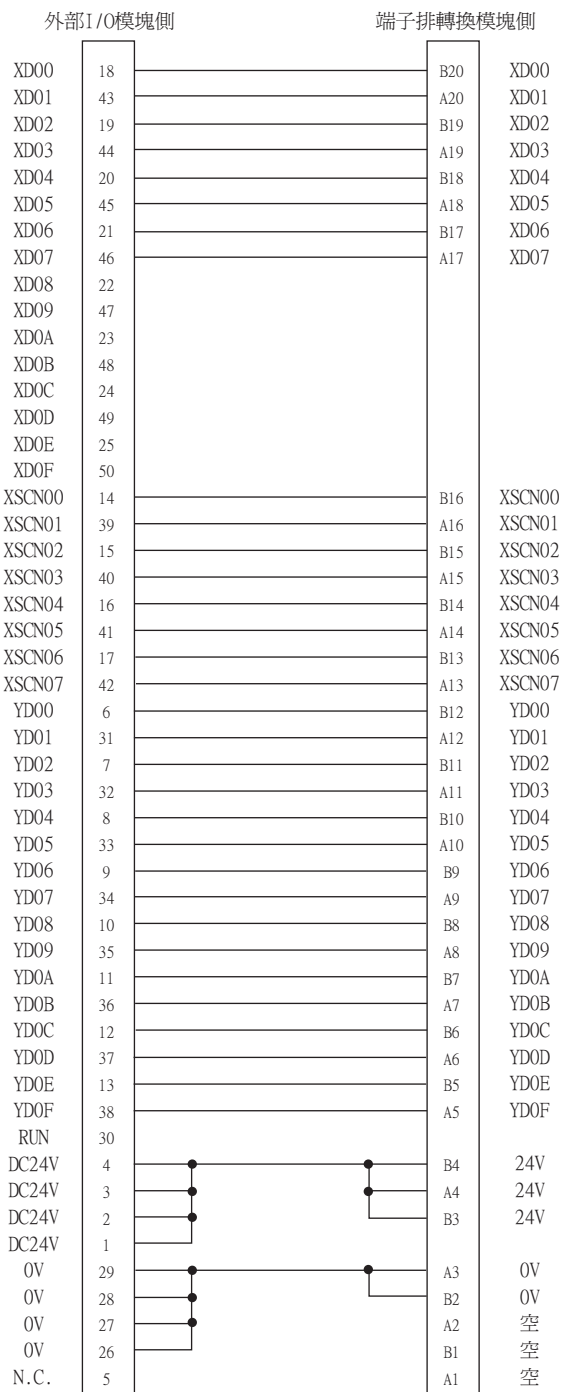 外部I/O模塊側 端子排轉換模塊側
XD00 18 B20 XD00
XD01 43 A20 XD01
XD02 19 B19 XD02
XD03 44 A19 XD03
XD04 20 B18 XD04
XD05 45 A18 XD05
XD06 21 B17 XD06
XD07 46 A17 XD07
XD08 22
XD09 47
XD0A 23
XD0B 48
XD0C 24
XD0D 49
XD0E 25
XD0F 50
XSCN00 14 B16 XSCN00
XSCN01 39 A16 XSCN01
XSCN02 15 B15 XSCN02
XSCN03 40 A15 XSCN03
XSCN04 16 B14 XSCN04
XSCN05 41 A14 XSCN05
XSCN06 17 B13 XSCN06
XSCN07 42 A13 XSCN07
YD00 6 B12 YD00
YD01 31 A12 YD01
YD02 7 B11 YD02
YD03 32 A11 YD03
YD04 8 B10 YD04
YD05 33 A10 YD05
YD06 9 B9 YD06
YD07 34 A9 YD07
YD08 10 B8 YD08
YD09 35 A8 YD09
YD0A 11 B7 YD0A
YD0B 36 A7 YD0B
YD0C 12 B6 YD0C
YD0D 37 A6 YD0D
YD0E 13 B5 YD0E
YD0F 38 A5 YD0F
RUN 30
DC24V 4 B4 24V
DC24V 3 A4 24V
DC24V 2 B3 24V
DC24V 1
0V 29 A3 0V
0V 28 B2 0V
0V 27 A2 空
0V 26 B1 空
N.C. 5 A1 空